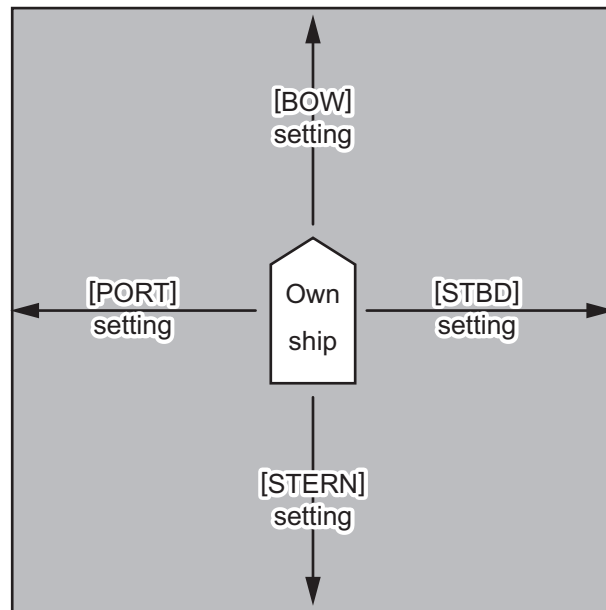 [BOW]
setting
[PORT]
setting
Own
ship
[STBD]
setting
[STERN]
setting